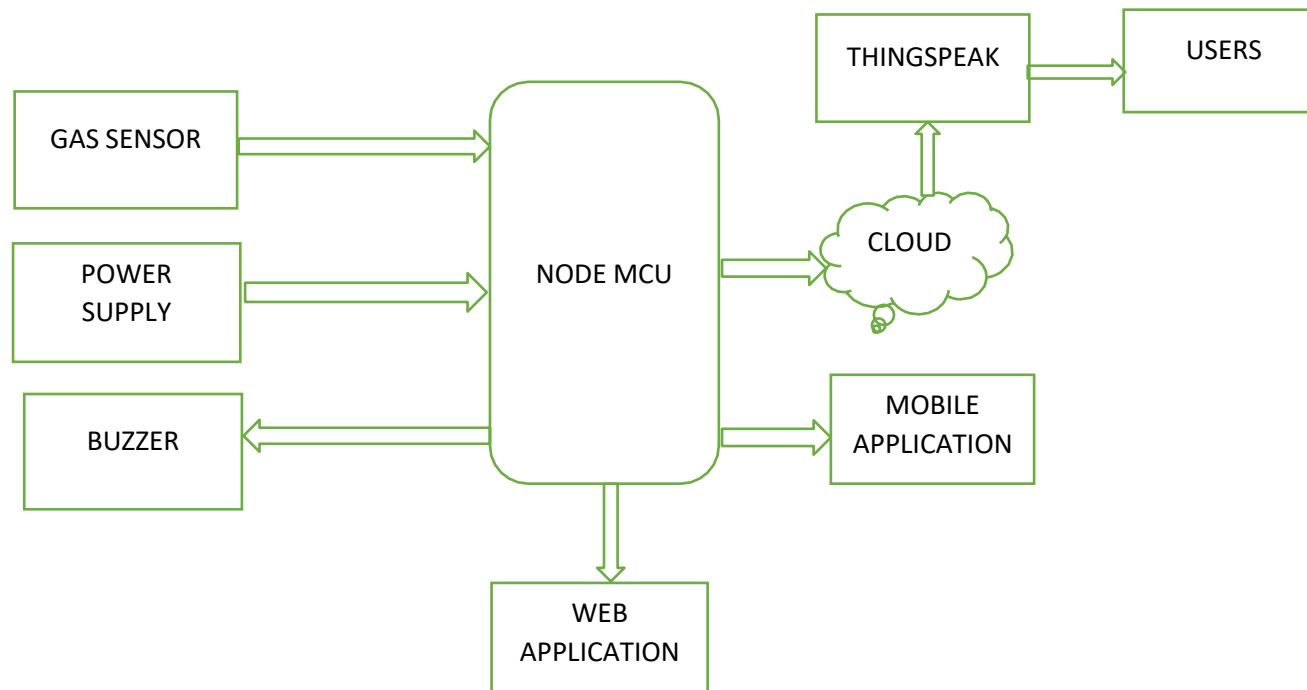 THINGSPEAK
USERS
GAS SENSOR
CLOUD
POWER
SUPPLY
NODE MCU
MOBILE
APPLICATION
BUZZER
WEB
APPLICATION